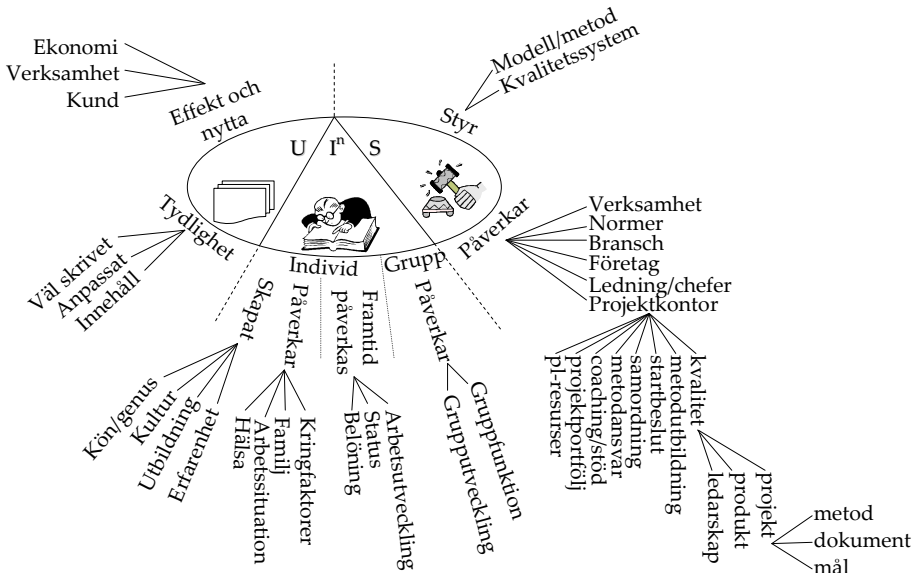 Ekonomi
Verksamhet
Kund
Effekt och
nytta
Modell/metod
Kvalitetssystem
Styr
U
Iⁿ
S
Tydlighet
Väl skrivet
Anpassat
Innehåll
Individ
Grupp
Påverkar
Verksamhet
Normer
Bransch
Företag
Ledning/chefer
Projektkontor
Skapat
Kön/genus
Kultur
Utbildning
Erfarenhet
Påverkar
Hälsa
Arbetssituation
Familj
Kringfaktorer
Framtid
påverkas
Belöning
Status
Arbetsutveckling
Påverkar
Grupputveckling
Gruppfunktion
pl-resurser
projektportfölj
coaching/stöd
metodansvar
samordning
startbeslut
metodutbildning
kvalitet
ledarskap
produkt
projekt
metod
dokument
mål